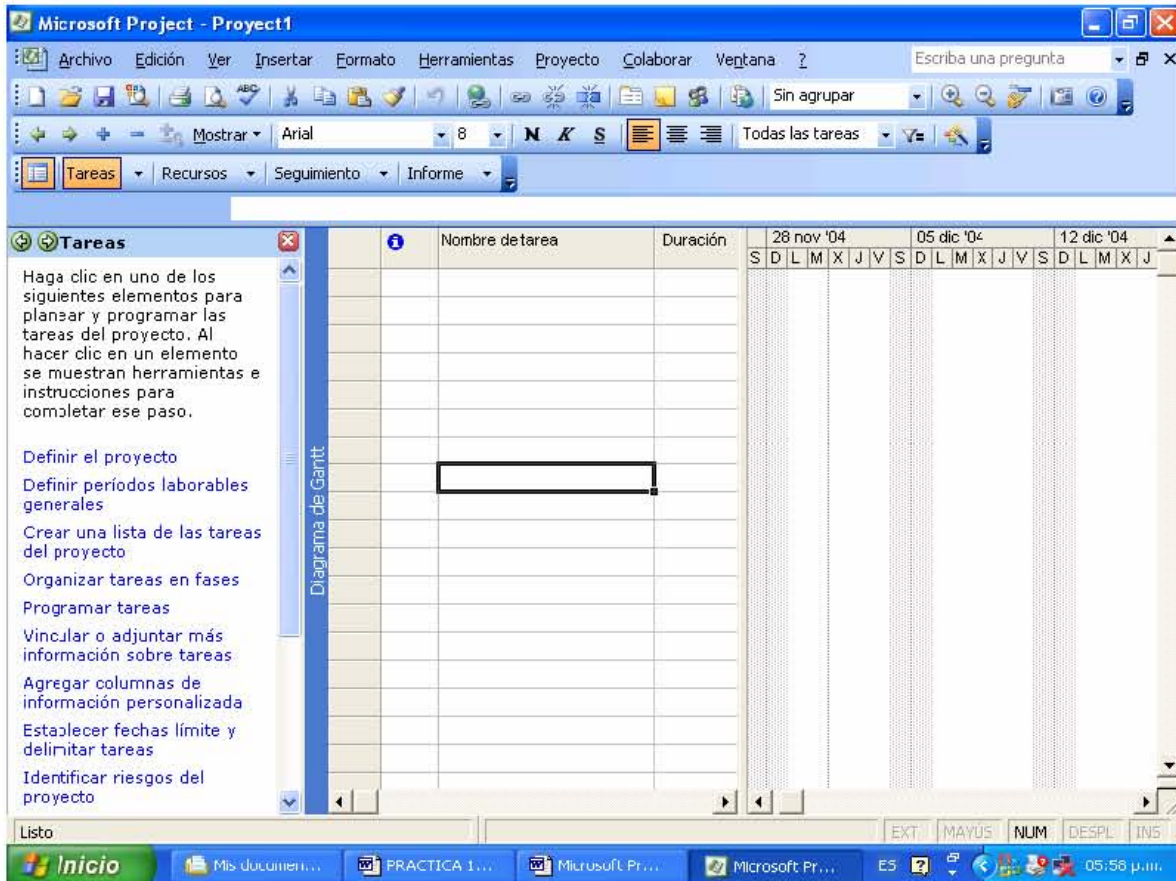 Microsoft Project - Proyect1
Archivo Edición Ver Insertar Formato Herramientas Proyecto Colaborar Ventana ? Escriba una pregunta
ABC Sin agrupar
Mostrar Arial 8 N K S Todas las tareas
Tareas Recursos Seguimiento Informe
Tareas
Haga clic en uno de los
siguientes elementos para
planear y programar las
tareas del proyecto. Al
hacer clic en un elemento
se muestran herramientas e
instrucciones para
completar ese paso.
Definir el proyecto
Definir períodos laborables
generales
Crear una lista de las tareas
del proyecto
Organizar tareas en fases
Programar tareas
Vincular o adjuntar más
información sobre tareas
Agregar columnas de
información personalizada
Establecer fechas límite y
delimitar tareas
Identificar riesgos del
proyecto
Diagrama de Gantt
Nombre de tarea Duración 28 nov '04 05 dic '04 12 dic '04
S D L M X J V S D L M X J V S D L M X J
Listo EXT MAYÚS NUM DESPL INS
Inicio Mis documen... PRACTICA 1... Microsoft Pr... Microsoft Pr... ES 05:56 p.m.